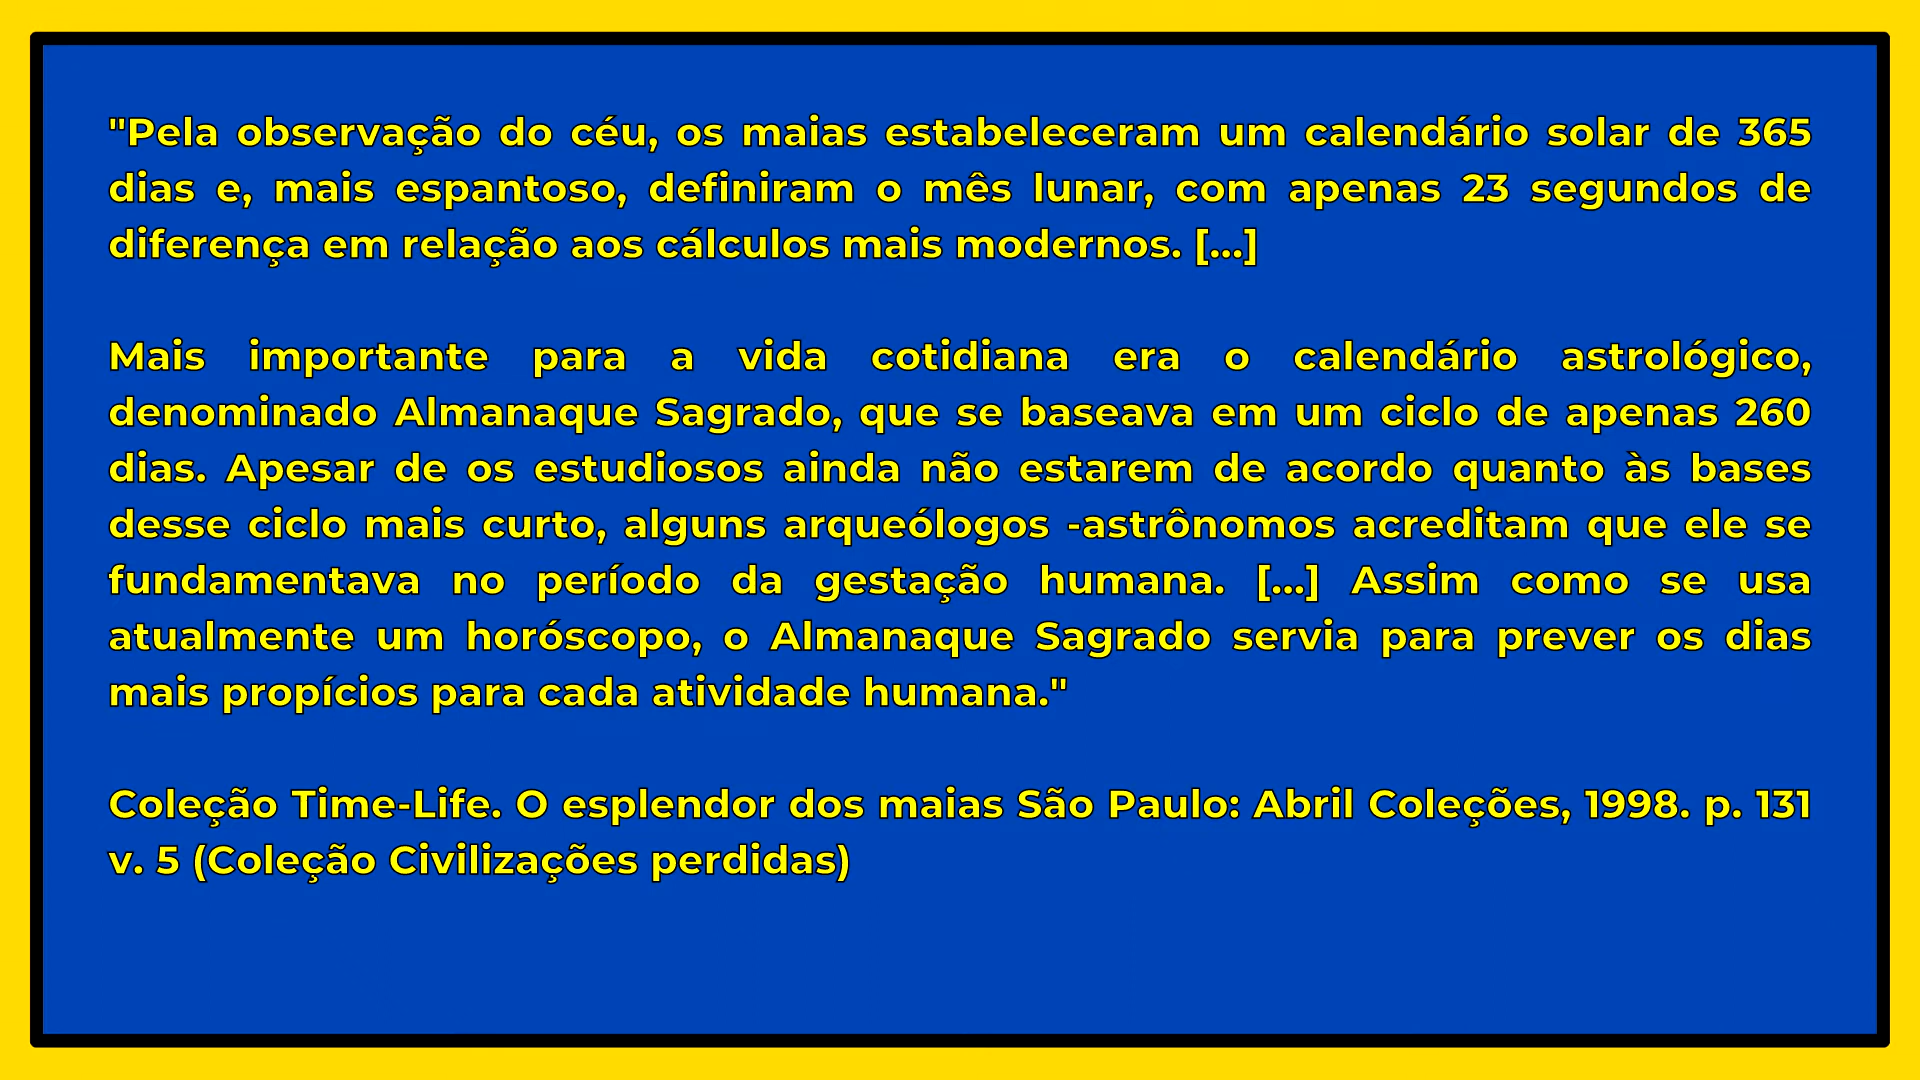 "Pela observação do céu, os maias estabeleceram um calendário solar de 365
dias e, mais espantoso, definiram o mês lunar, com apenas 23 segundos de
diferença em relação aos cálculos mais modernos. [...]
Mais importante para a vida cotidiana era o calendário astrológico,
denominado Almanaque Sagrado, que se baseava em um ciclo de apenas 260
dias. Apesar de os estudiosos ainda não estarem de acordo quanto às bases
desse ciclo mais curto, alguns arqueólogos -astrônomos acreditam que ele se
fundamentava no período da gestação humana. [...] Assim como se usa
atualmente um horóscopo, o Almanaque Sagrado servia para prever os dias
mais propícios para cada atividade humana."
Coleção Time-Life. O esplendor dos maias São Paulo: Abril Coleções, 1998. p. 131
v. 5 (Coleção Civilizações perdidas)